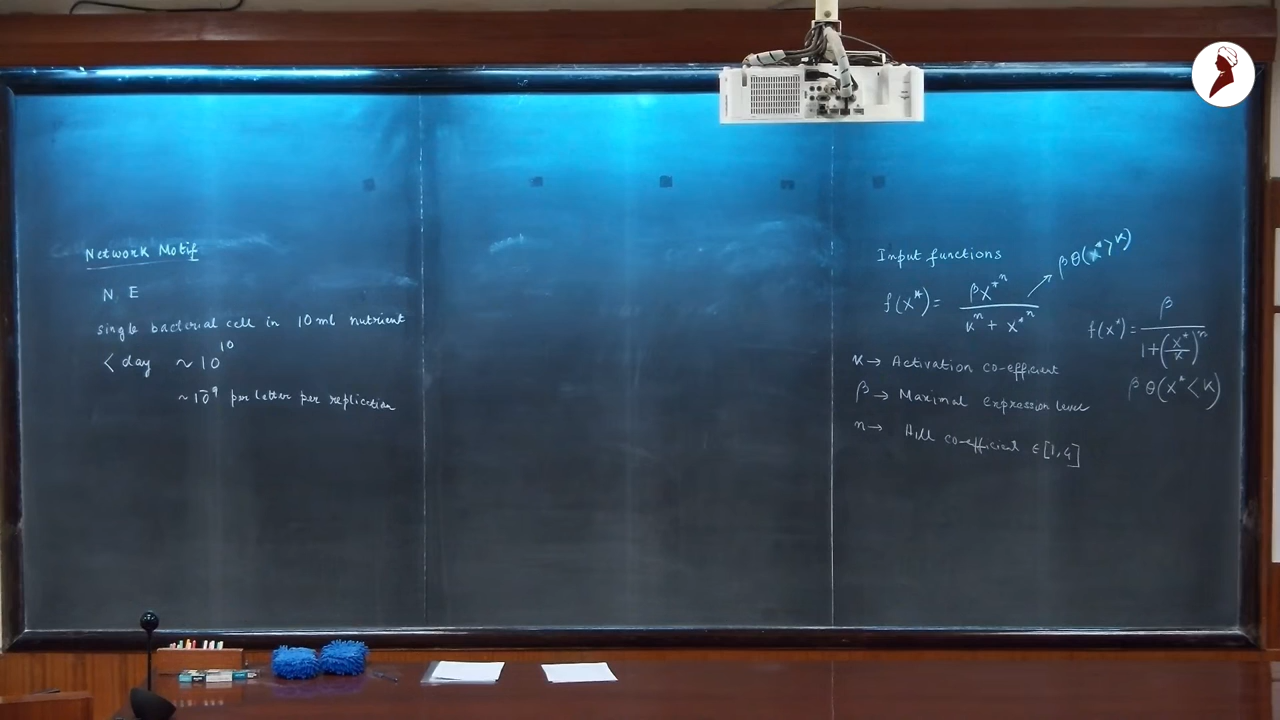 Network Motif
N E
single bacterial cell in 10 ml nutrient
< day ~ 10^10
~ 10^-9 per letter per replication
Input functions
f(X*) = βX*^n / (K^n + X*^n) → βθ(X* > K)
f(X*) = β / (1 + (X*/K)^n)
βθ(X* < K)
K → Activation co-efficient
β → Maximal expression level
n → Hill co-efficient ∈ [1,4]